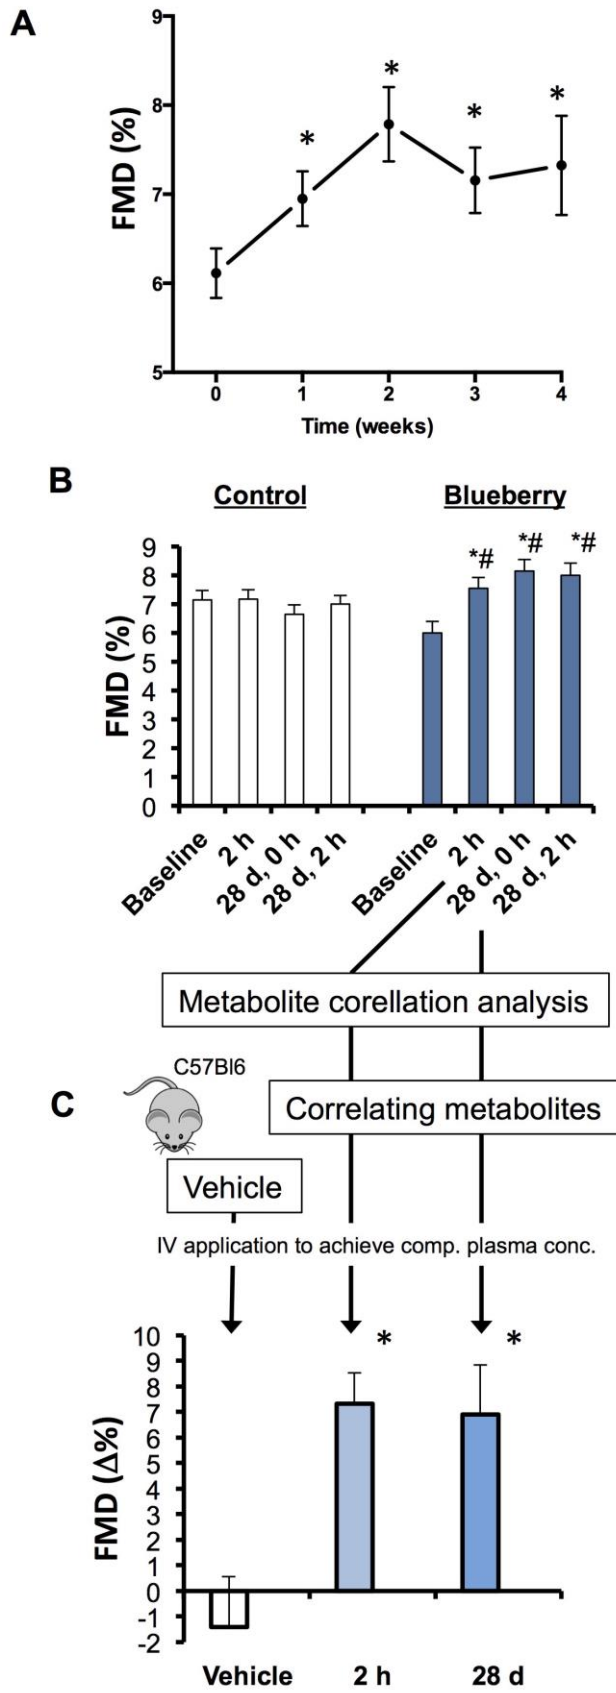 A
9
8
7
6
5
FMD (%)
*
*
*
*
0 1 2 3 4
Time (weeks)
B
Control Blueberry
9
8
7
6
5
4
3
2
1
0
FMD (%)
*# *# *#
Baseline 2 h 28 d, 0 h 28 d, 2 h Baseline 2 h 28 d, 0 h 28 d, 2 h
Metabolite corellation analysis
C57Bl6
C
Correlating metabolites
Vehicle
IV application to achieve comp. plasma conc.
10
9
8
7
6
5
4
3
2
1
0
-1
-2
FMD (Δ%)
* *
Vehicle 2 h 28 d